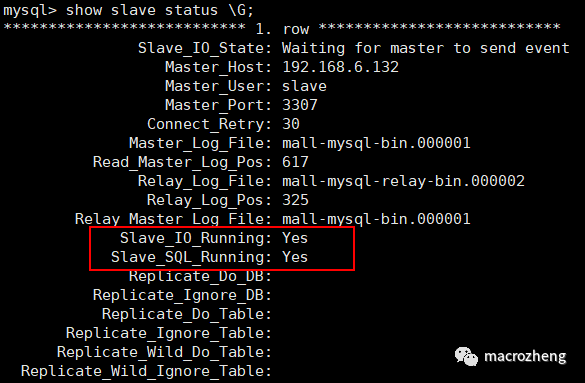 mysql> show slave status \G;
*************************** 1. row ***************************
Slave_IO_State: Waiting for master to send event
Master_Host: 192.168.6.132
Master_User: slave
Master_Port: 3307
Connect_Retry: 30
Master_Log_File: mall-mysql-bin.000001
Read_Master_Log_Pos: 617
Relay_Log_File: mall-mysql-relay-bin.000002
Relay_Log_Pos: 325
Relay_Master_Log_File: mall-mysql-bin.000001
Slave_IO_Running: Yes
Slave_SQL_Running: Yes
Replicate_Do_DB:
Replicate_Ignore_DB:
Replicate_Do_Table:
Replicate_Ignore_Table:
Replicate_Wild_Do_Table:
Replicate_Wild_Ignore_Table:
macrozheng